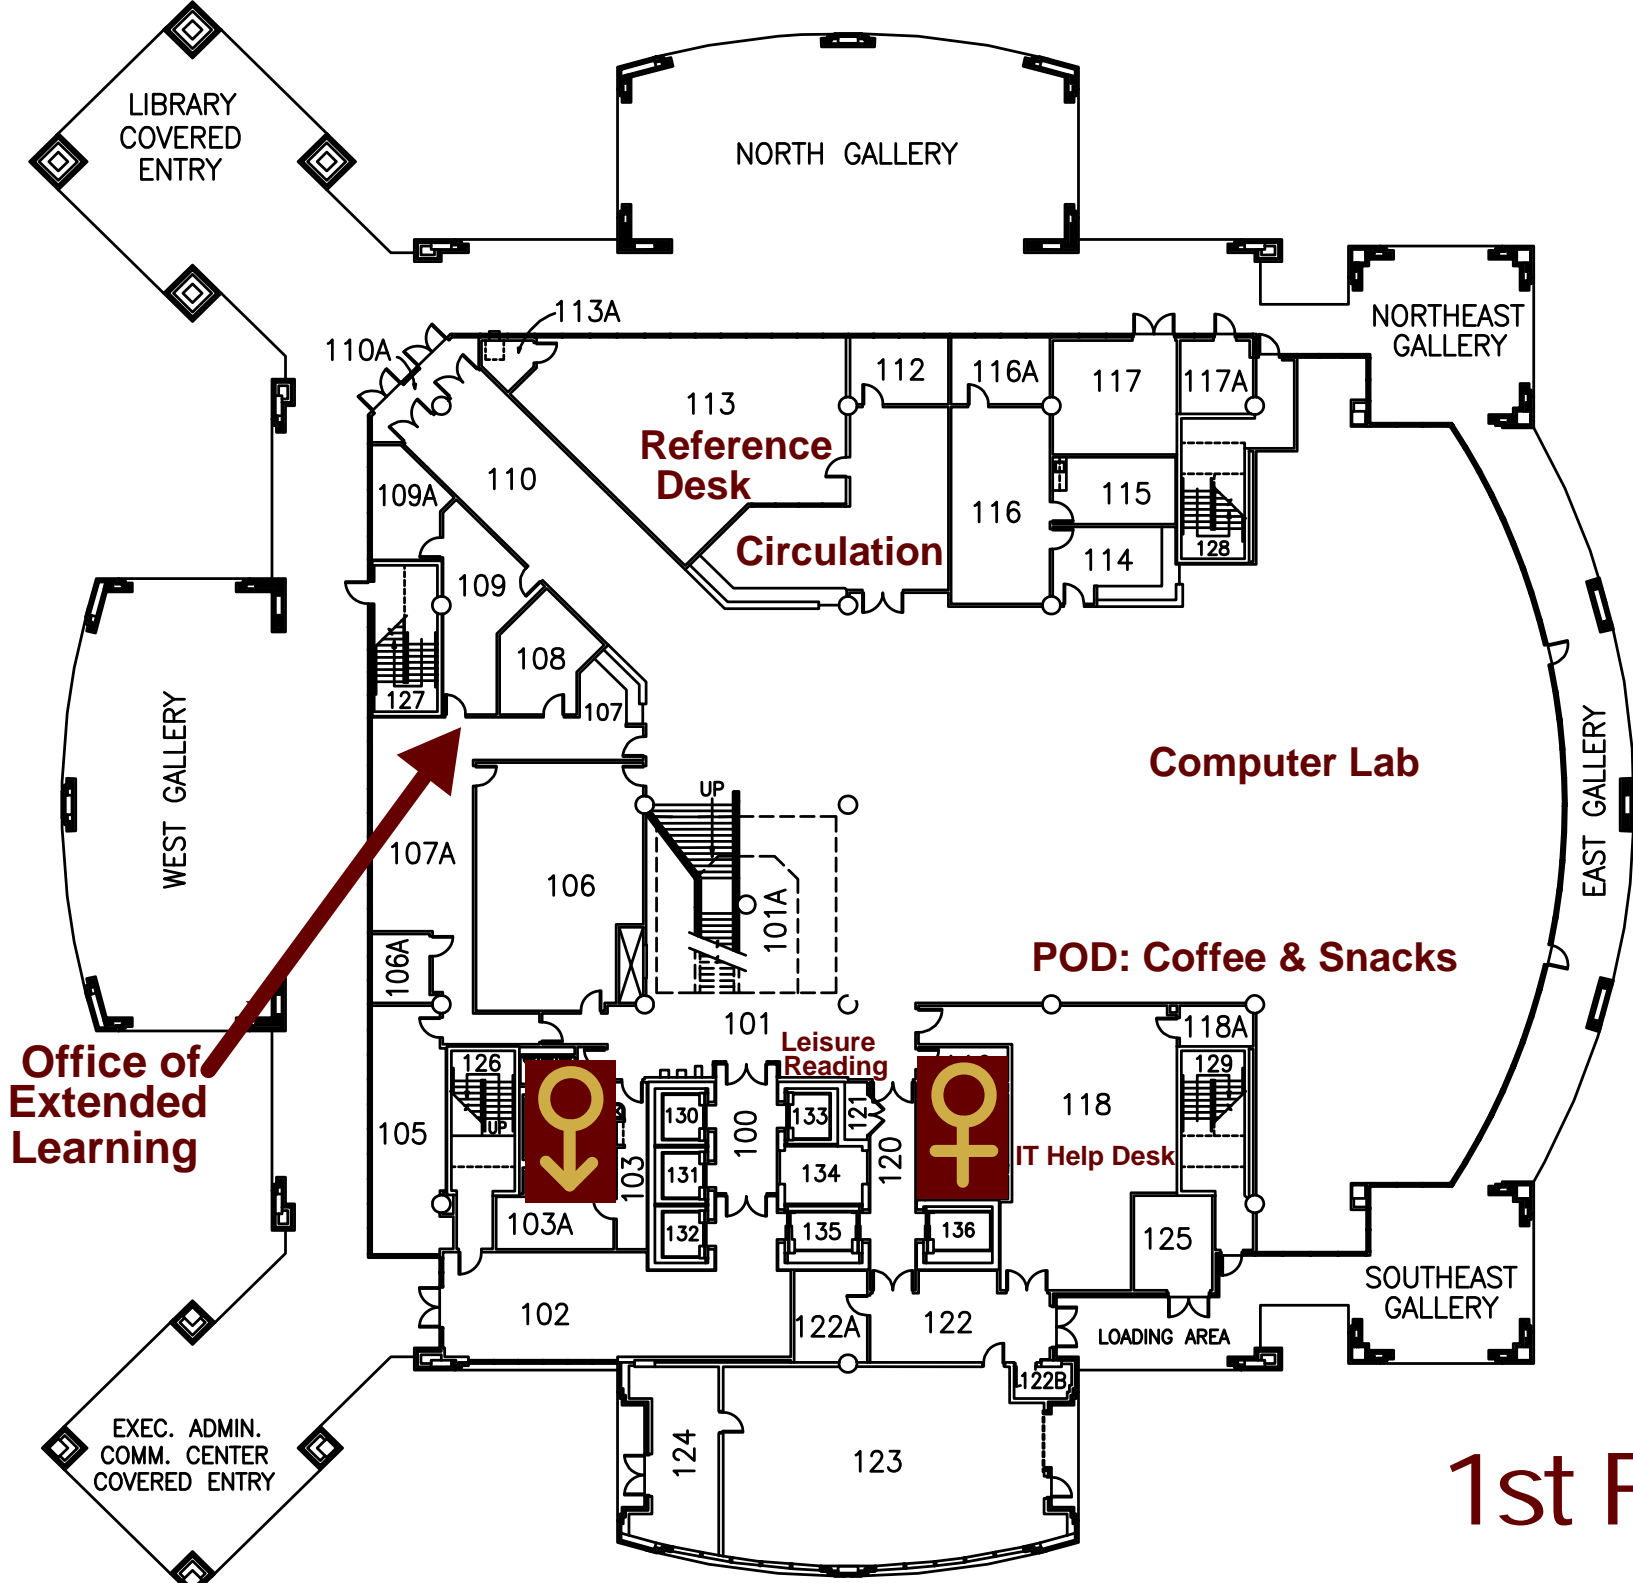 LIBRARY
COVERED
ENTRY
NORTH GALLERY
NORTHEAST
GALLERY
113A
110A
112
116A
117
117A
113
Reference
Desk
110
109A
115
116
Circulation
128
114
109
108
127
107
WEST GALLERY
EAST GALLERY
Computer Lab
UP
107A
106
101A
106A
POD: Coffee & Snacks
101
118A
Leisure
Reading
Office of
Extended
Learning
126
129
UP
105
130
100
133
121
118
103
131
134
120
IT Help Desk
103A
132
135
136
125
SOUTHEAST
GALLERY
102
122A
122
LOADING AREA
122B
EXEC. ADMIN.
COMM. CENTER
COVERED ENTRY
124
123
1st